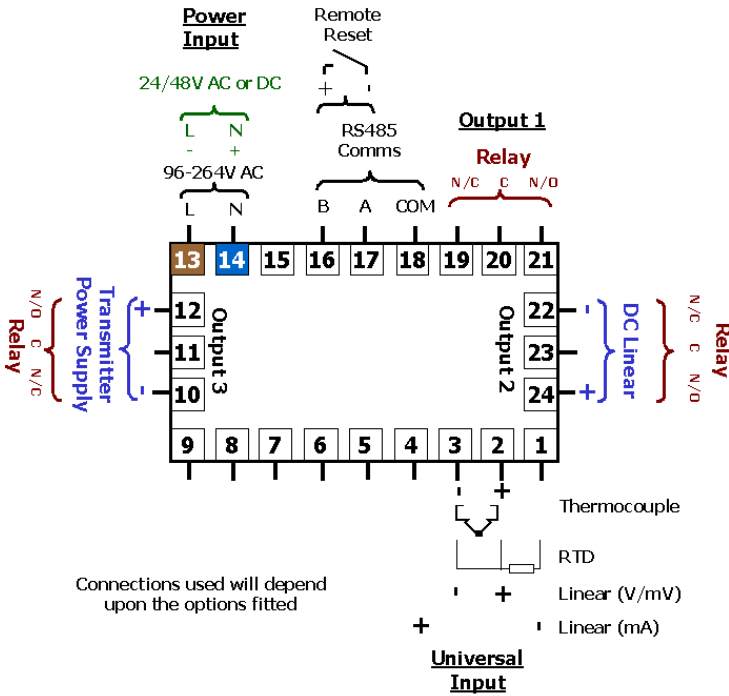 Power
Input
Remote
Reset
24/48V AC or DC
+ -
L N
- +
RS485
Comms
Output 1
Relay
96-264V AC
L N
B A COM
N/C C N/O
13 14 15 16 17 18 19 20 21
N/O C N/C
Relay
Transmitter
Power Supply
+
-
12
11
10
Output 3
Output 2
22
23
24
-
+
DC Linear
N/C C N/O
Relay
9 8 7 6 5 4 3 2 1
- +
Thermocouple
RTD
- + Linear (V/mV)
+ - Linear (mA)
Connections used will depend
upon the options fitted
Universal
Input